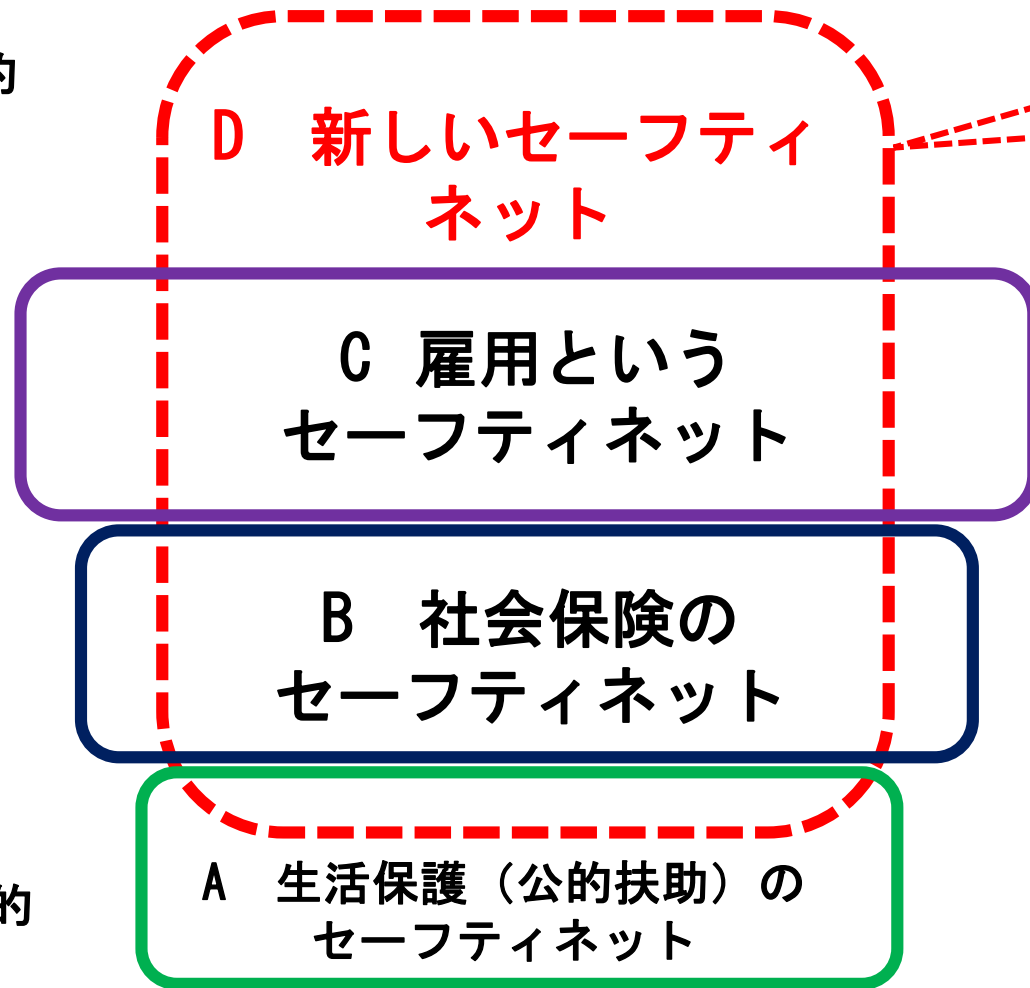 的
D　新しいセーフティ
ネット
C 雇用という
セーフティネット
B　社会保険の
セーフティネット
的
A　生活保護（公的扶助）の
セーフティネット